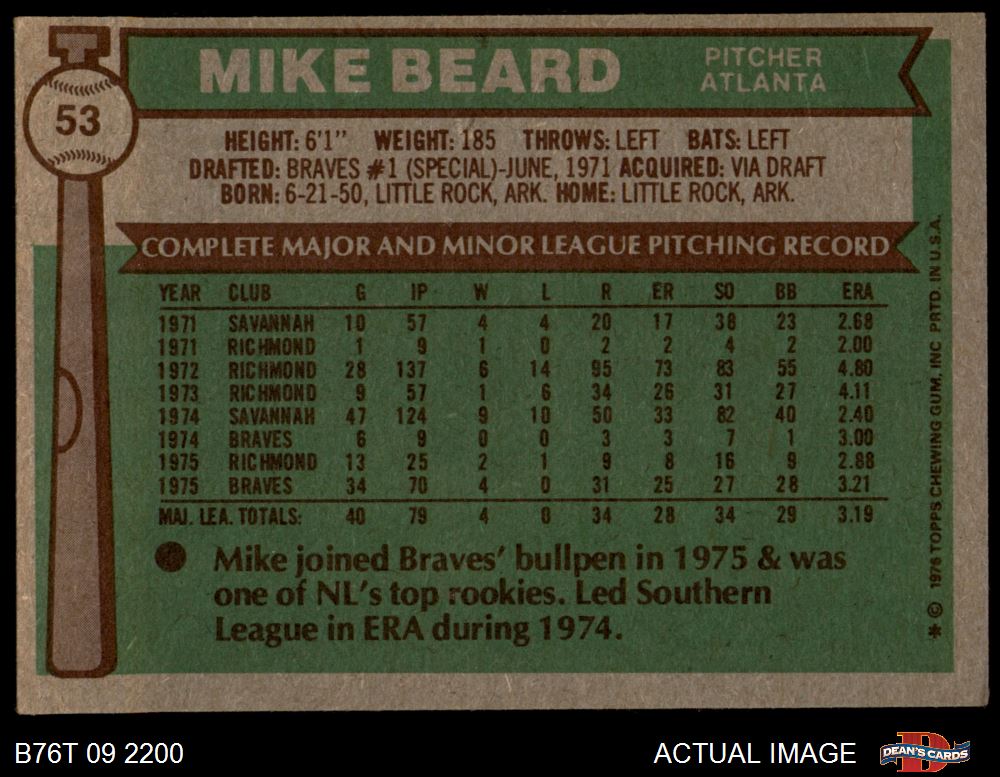 MIKE BEARD
PITCHER
ATLANTA
53
HEIGHT: 6'1" WEIGHT: 185 THROWS: LEFT BATS: LEFT
DRAFTED: BRAVES #1 (SPECIAL)-JUNE, 1971 ACQUIRED: VIA DRAFT
BORN: 6-21-50, LITTLE ROCK, ARK. HOME: LITTLE ROCK, ARK.
COMPLETE MAJOR AND MINOR LEAGUE PITCHING RECORD
YEAR CLUB G IP W L R ER SO BB ERA
1971 SAVANNAH 10 57 4 4 20 17 38 23 2.68
1971 RICHMOND 1 9 1 0 2 2 4 2 2.00
1972 RICHMOND 28 137 6 14 95 73 83 55 4.80
1973 RICHMOND 9 57 1 6 34 26 31 27 4.11
1974 SAVANNAH 47 124 9 10 50 33 82 40 2.40
1974 BRAVES 6 9 0 0 3 3 7 1 3.00
1975 RICHMOND 13 25 2 1 9 8 16 9 2.88
1975 BRAVES 34 70 4 0 31 25 27 28 3.21
MAJ. LEA. TOTALS: 40 79 4 0 34 28 34 29 3.19
Mike joined Braves' bullpen in 1975 & was
one of NL's top rookies. Led Southern
League in ERA during 1974.
* © 1976 TOPPS CHEWING GUM, INC PRTD. IN U.S.A.
B76T 09 2200
ACTUAL IMAGE
D
DEAN'S CARDS